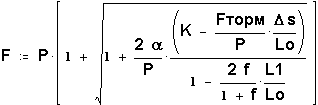 F := P · [ 1 + √( 1 + (2 α / P) · ( (K − (Fторм / P) · (Δs / Lo)) / (1 − (2 f / (1 + f)) · (L1 / Lo)) ) ) ]